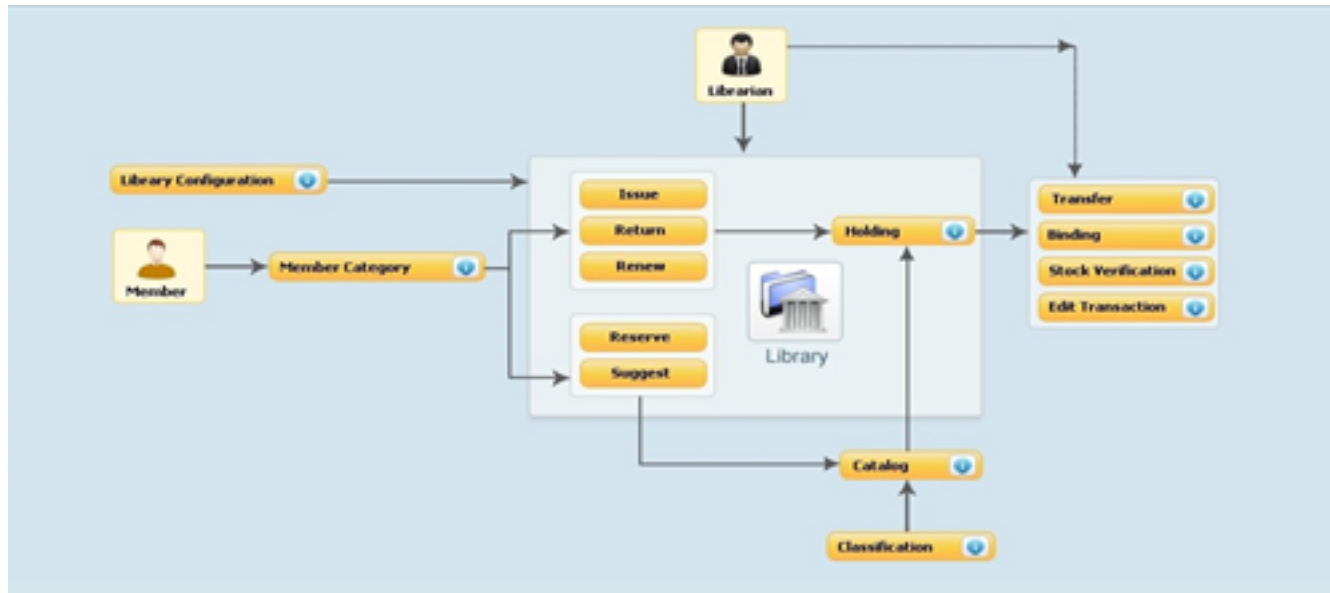 Librarian
Library Configuration
Issue
Return
Renew
Member
Member Category
Holding
Transfer
Binding
Stock Verification
Edit Transaction
Reserve
Suggest
Library
Catalog
Classification